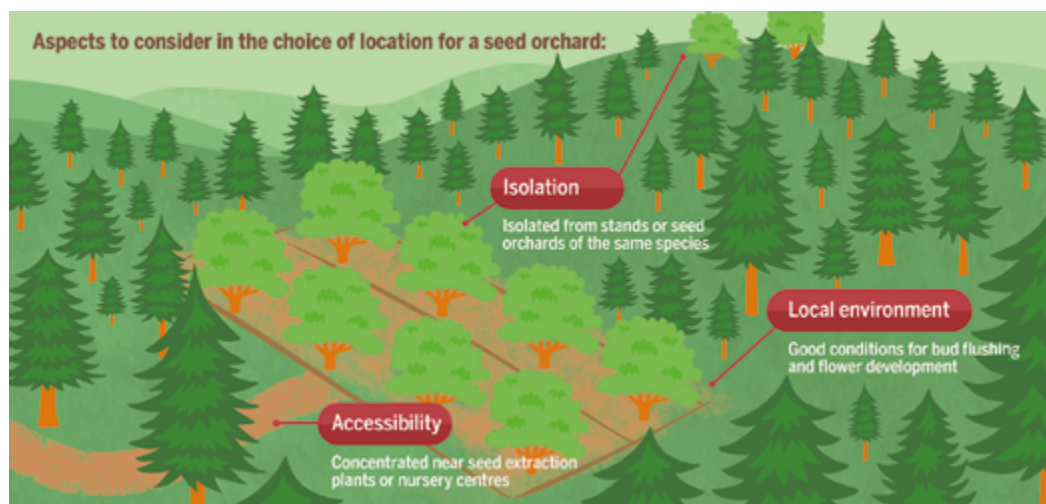 Aspects to consider in the choice of location for a seed orchard:
Isolation
Isolated from stands or seed
orchards of the same species
Local environment
Good conditions for bud flushing
and flower development
Accessibility
Concentrated near seed extraction
plants or nursery centres